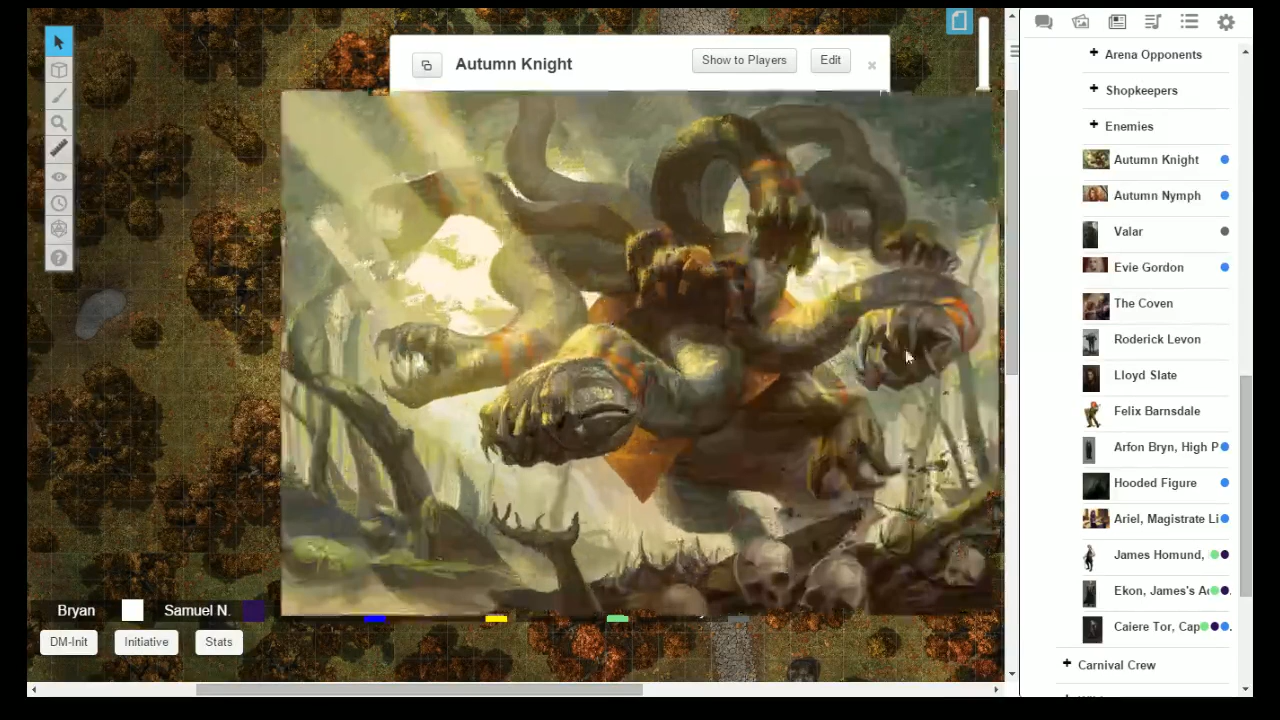 Autumn Knight
Show to Players
Edit
×
Bryan
Samuel N.
DM-Init
Initiative
Stats
Arena Opponents
Shopkeepers
Enemies
Autumn Knight
Autumn Nymph
Valar
Evie Gordon
The Coven
Roderick Levon
Lloyd Slate
Felix Barnsdale
Arfon Bryn, High P
Hooded Figure
Ariel, Magistrate Li
James Homund,
Ekon, James's A
Caiere Tor, Cap
Carnival Crew